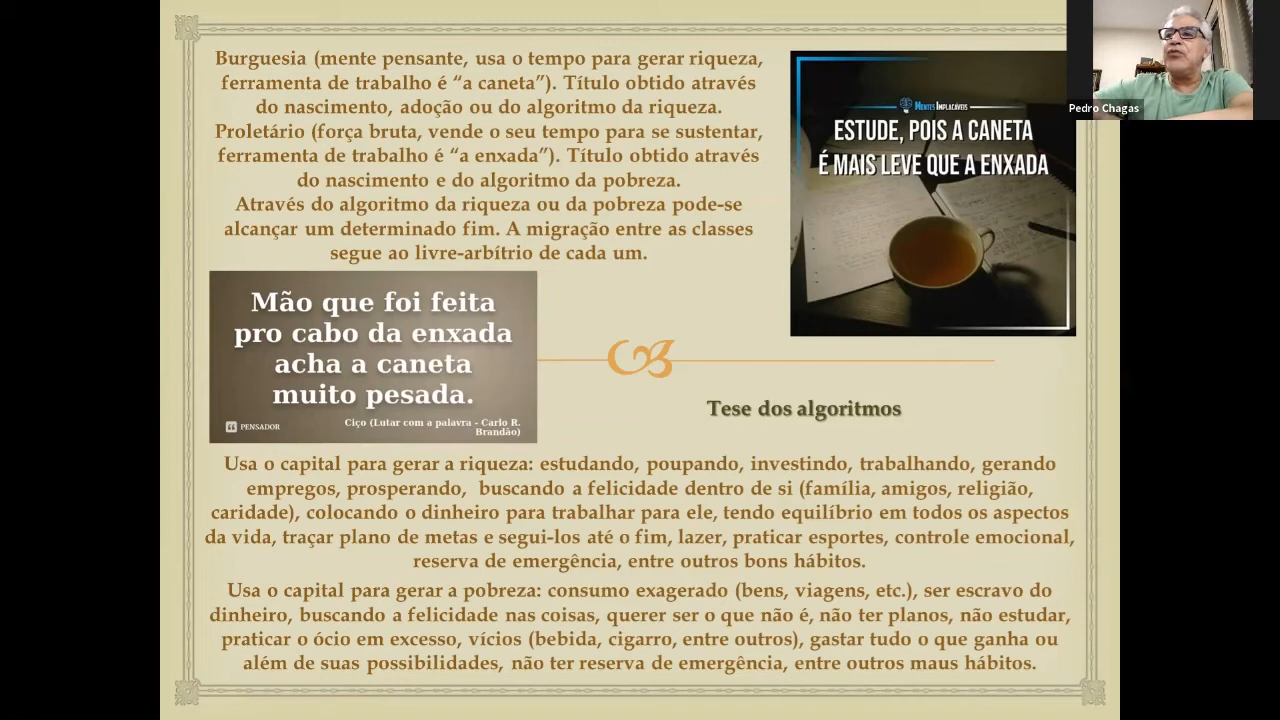 Burguesia (mente pensante, usa o tempo para gerar riqueza,
ferramenta de trabalho é “a caneta”). Título obtido através
do nascimento, adoção ou do algoritmo da riqueza.
Proletário (força bruta, vende o seu tempo para se sustentar,
ferramenta de trabalho é “a enxada”). Título obtido através
do nascimento e do algoritmo da pobreza.
Através do algoritmo da riqueza ou da pobreza pode-se
alcançar um determinado fim. A migração entre as classes
segue ao livre-arbítrio de cada um.
MENTES IMPLACÁVEIS
ESTUDE, POIS A CANETA
É MAIS LEVE QUE A ENXADA
Pedro Chagas
Mão que foi feita
pro cabo da enxada
acha a caneta
muito pesada.
PENSADOR
Ciço (Lutar com a palavra - Carlo R.
Brandão)
Tese dos algoritmos
Usa o capital para gerar a riqueza: estudando, poupando, investindo, trabalhando, gerando
empregos, prosperando, buscando a felicidade dentro de si (família, amigos, religião,
caridade), colocando o dinheiro para trabalhar para ele, tendo equilíbrio em todos os aspectos
da vida, traçar plano de metas e segui-los até o fim, lazer, praticar esportes, controle emocional,
reserva de emergência, entre outros bons hábitos.
Usa o capital para gerar a pobreza: consumo exagerado (bens, viagens, etc.), ser escravo do
dinheiro, buscando a felicidade nas coisas, querer ser o que não é, não ter planos, não estudar,
praticar o ócio em excesso, vícios (bebida, cigarro, entre outros), gastar tudo o que ganha ou
além de suas possibilidades, não ter reserva de emergência, entre outros maus hábitos.